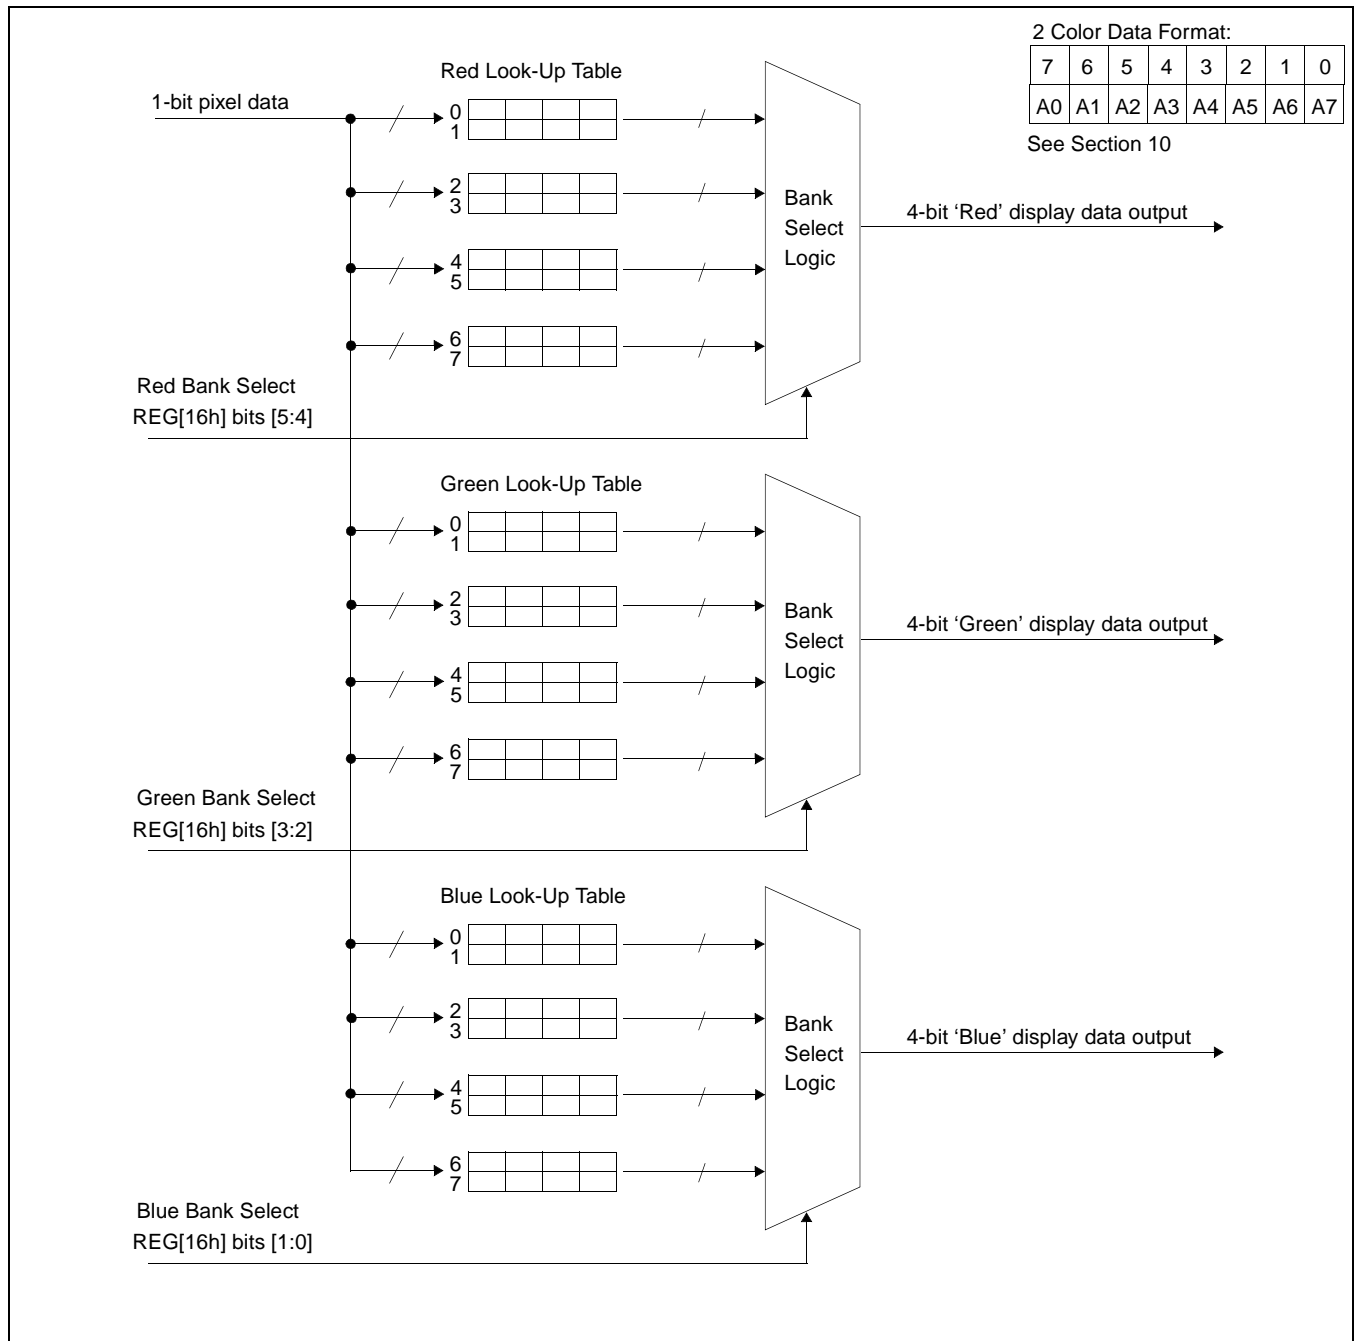 2 Color Data Format:
7 6 5 4 3 2 1 0
A0 A1 A2 A3 A4 A5 A6 A7
See Section 10
Red Look-Up Table
1-bit pixel data
0
1
2
3
4
5
6
7
Bank
Select
Logic
4-bit ‘Red’ display data output
Red Bank Select
REG[16h] bits [5:4]
Green Look-Up Table
0
1
2
3
4
5
6
7
Bank
Select
Logic
4-bit ‘Green’ display data output
Green Bank Select
REG[16h] bits [3:2]
Blue Look-Up Table
0
1
2
3
4
5
6
7
Bank
Select
Logic
4-bit ‘Blue’ display data output
Blue Bank Select
REG[16h] bits [1:0]